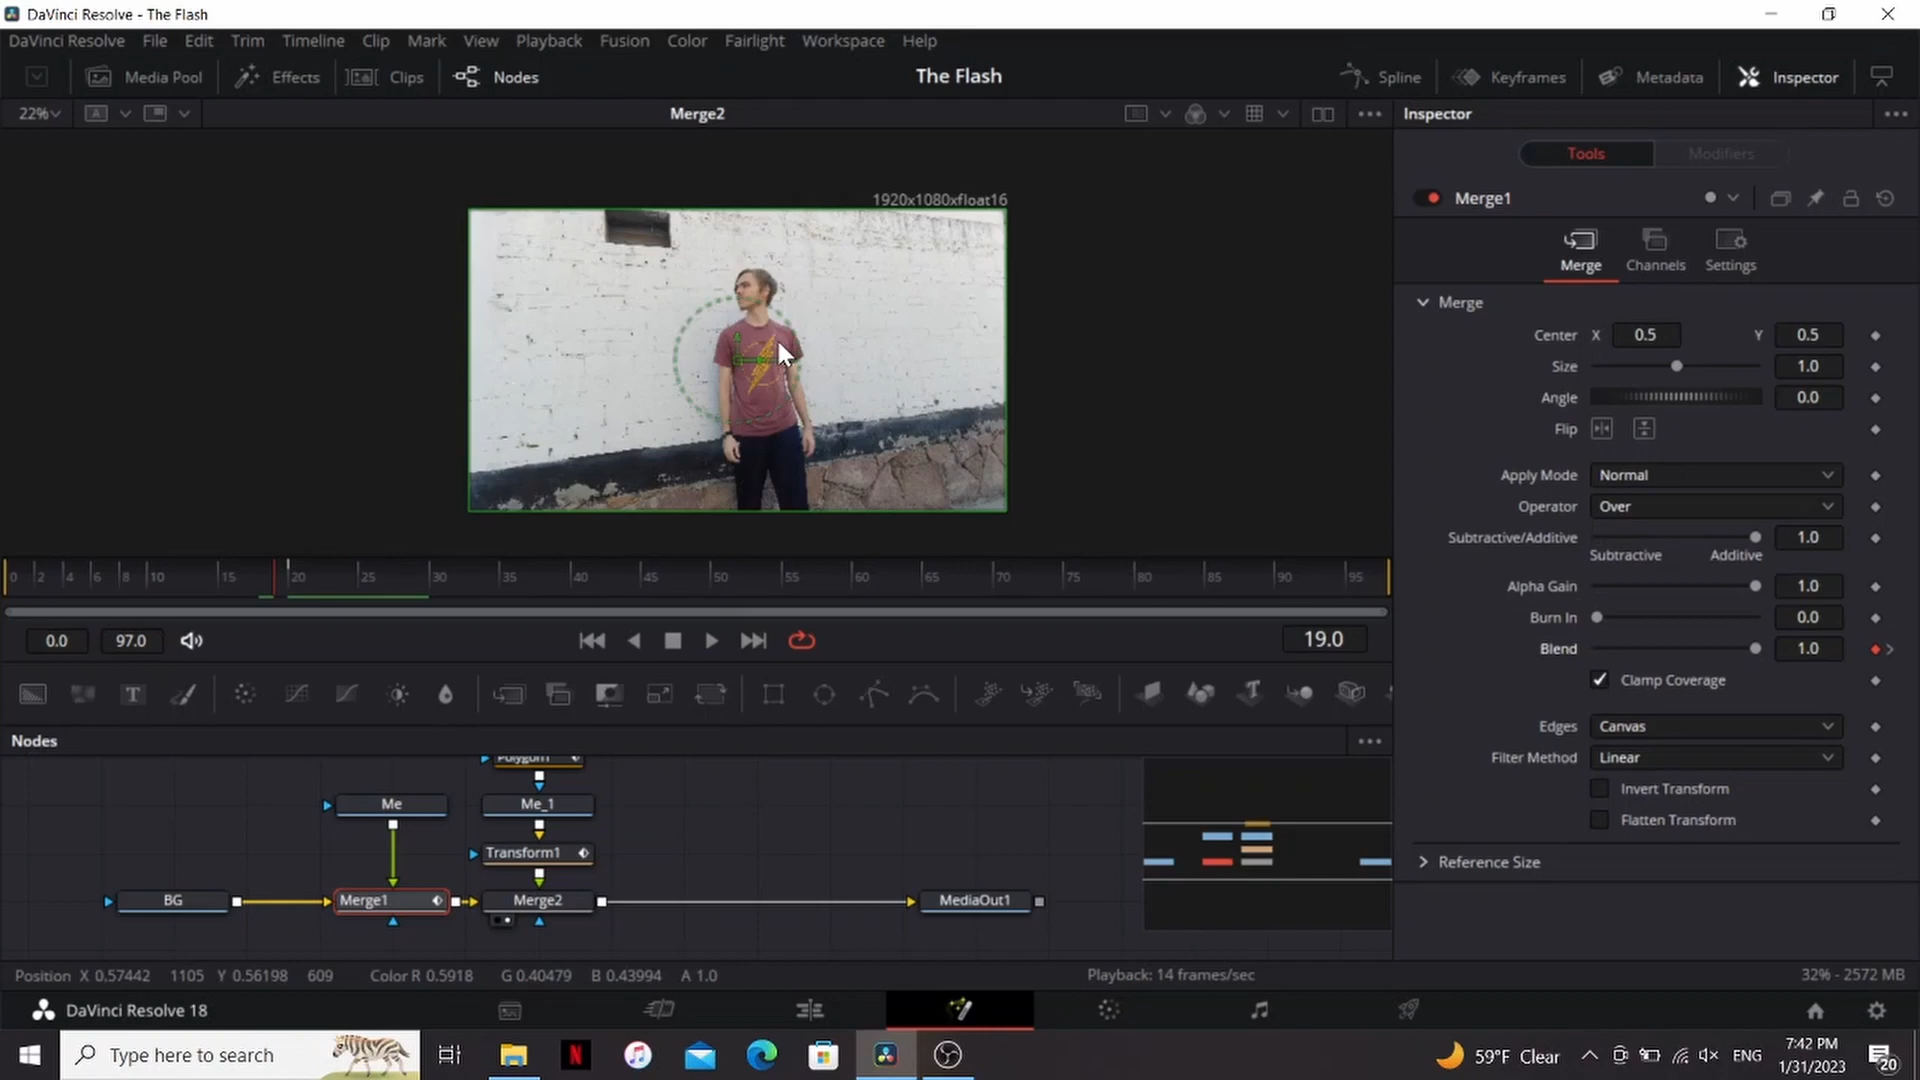 DaVinci Resolve - The Flash
DaVinci Resolve File Edit Trim Timeline Clip Mark View Playback Fusion Color Fairlight Workspace Help
Media Pool Effects Clips Nodes The Flash Spline Keyframes Metadata Inspector
22% A Merge2 Inspector
Tools Modifiers
1920x1080xfloat16
Merge1
Merge Channels Settings
Merge
Center X 0.5 Y 0.5
Size 1.0
Angle 0.0
Flip
Apply Mode Normal
Operator Over
Subtractive/Additive 1.0
Subtractive Additive
0 2 4 6 8 10 15 20 25 30 35 40 45 50 55 60 65 70 75 80 85 90 95
Alpha Gain 1.0
Burn In 0.0
0.0 97.0 19.0
Blend 1.0
Clamp Coverage
T T
Edges Canvas
Nodes
Filter Method Linear
Polygon1
Invert Transform
Me Me_1
Flatten Transform
Transform1
Reference Size
BG Merge1 Merge2 MediaOut1
Position X 0.57442 1105 Y 0.56198 609 Color R 0.5918 G 0.40479 B 0.43994 A 1.0 Playback: 14 frames/sec 32% - 2572 MB
DaVinci Resolve 18
Type here to search N 59°F Clear ENG 7:42 PM
1/31/2023 20